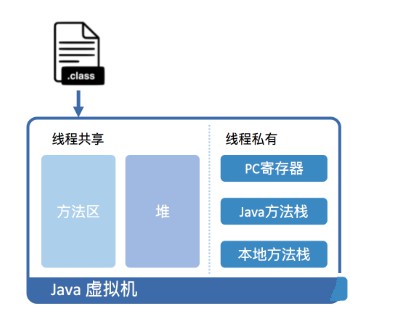 .class
线程共享
线程私有
方法区
堆
PC寄存器
Java方法栈
本地方法栈
Java 虚拟机